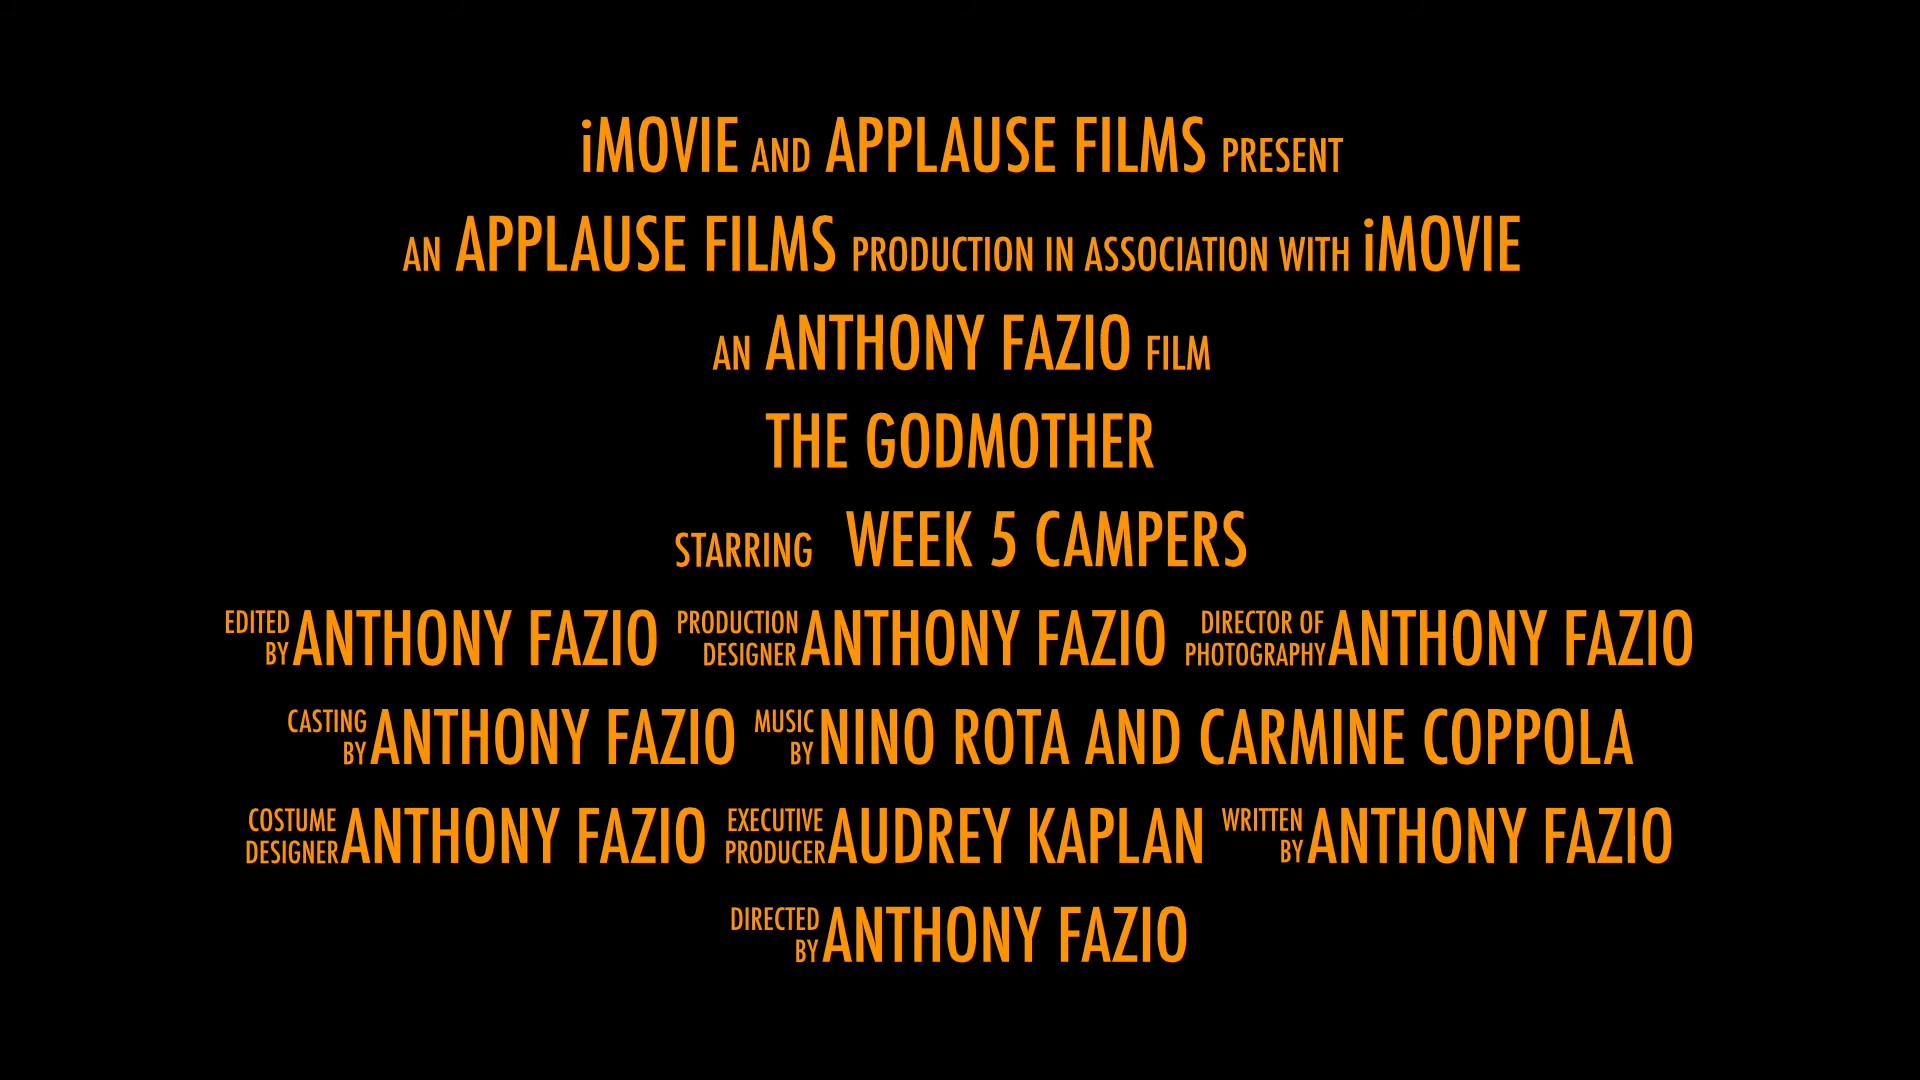 iMOVIE AND APPLAUSE FILMS PRESENT
AN APPLAUSE FILMS PRODUCTION IN ASSOCIATION WITH iMOVIE
AN ANTHONY FAZIO FILM
THE GODMOTHER
STARRING WEEK 5 CAMPERS
EDITED BY ANTHONY FAZIO PRODUCTION DESIGNER ANTHONY FAZIO DIRECTOR OF PHOTOGRAPHY ANTHONY FAZIO
CASTING BY ANTHONY FAZIO MUSIC BY NINO ROTA AND CARMINE COPPOLA
COSTUME DESIGNER ANTHONY FAZIO EXECUTIVE PRODUCER AUDREY KAPLAN WRITTEN BY ANTHONY FAZIO
DIRECTED BY ANTHONY FAZIO